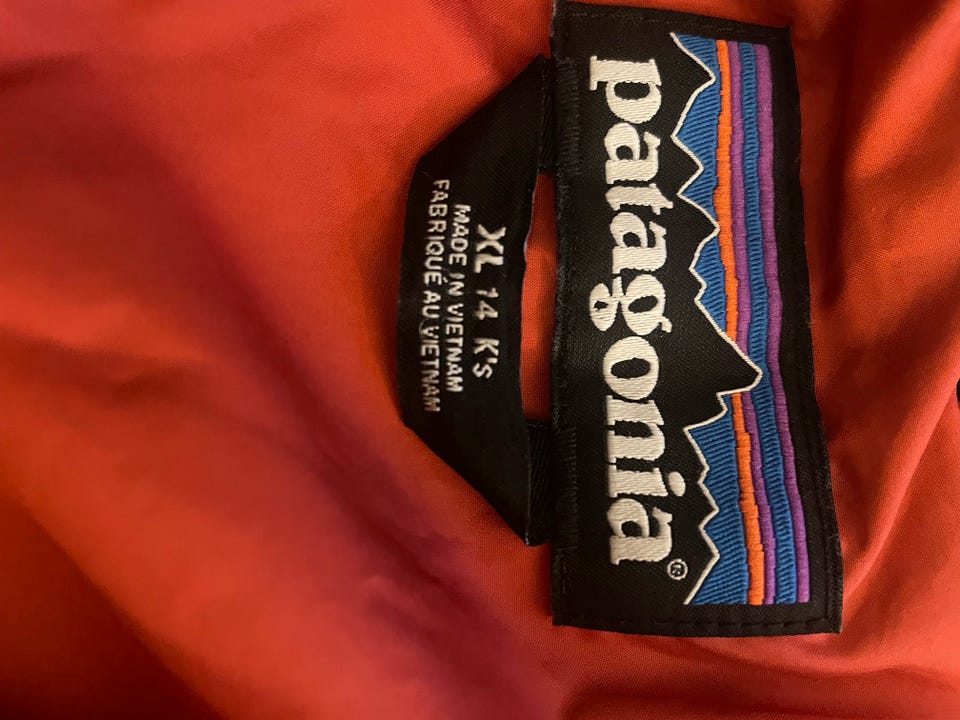 patagonia®
XL 14 K's
MADE IN VIETNAM
FABRIQUÉ AU VIETNAM